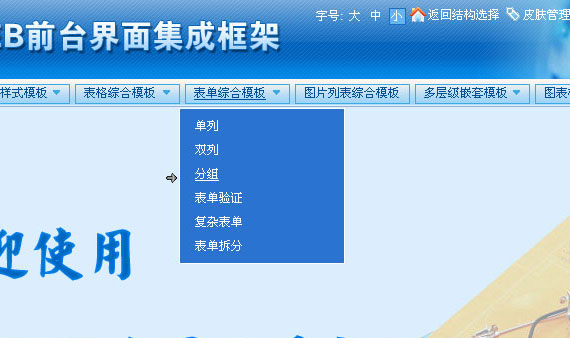 字号: 大 中 小 返回结构选择 皮肤管理
EB前台界面集成框架
样式模板 表格综合模板 表单综合模板 图片列表综合模板 多层级嵌套模板 图表
单列
双列
分组
表单验证
复杂表单
表单拆分
迎使用